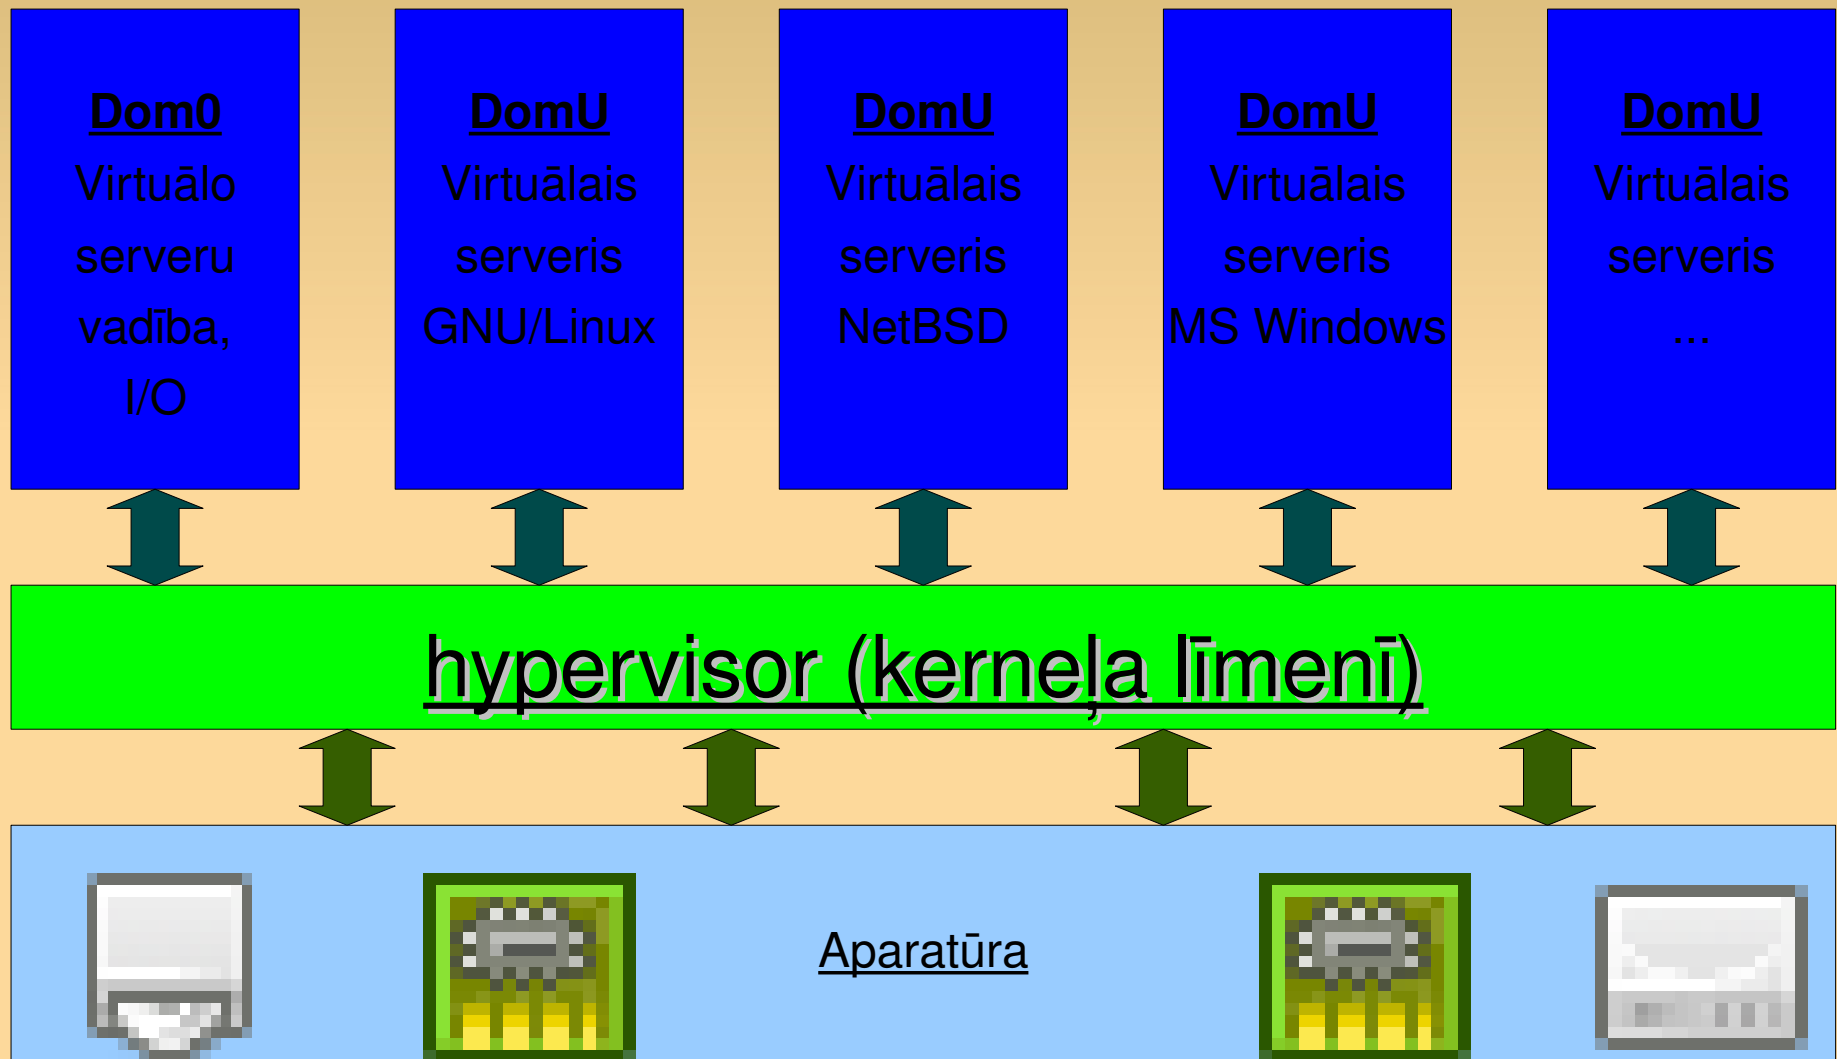 Dom0
Virtuālo
serveru
vadība,
I/O
DomU
Virtuālais
serveris
GNU/Linux
DomU
Virtuālais
serveris
NetBSD
DomU
Virtuālais
serveris
MS Windows
DomU
Virtuālais
serveris
...
hypervisor (kerneļa līmenī)
Aparatūra